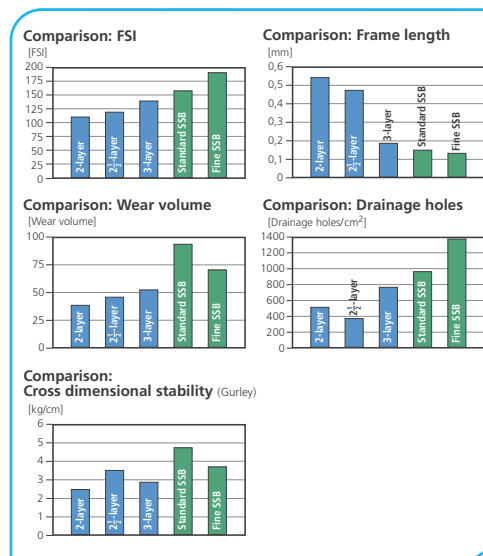 Comparison: FSI
[FSI]
200
175
150
125
100
75
50
25
0
2-layer
2½-layer
3-layer
Standard SSB
Fine SSB
Comparison: Frame length
[mm]
0,6
0,5
0,4
0,3
0,2
0,1
0
2-layer
2½-layer
3-layer
Standard SSB
Fine SSB
Comparison: Wear volume
[Wear volume]
100
75
50
25
0
2-layer
2½-layer
3-layer
Standard SSB
Fine SSB
Comparison: Drainage holes
[Drainage holes/cm²]
1400
1200
1000
800
600
400
200
0
2-layer
2½-layer
3-layer
Standard SSB
Fine SSB
Comparison:
Cross dimensional stability (Gurley)
[kg/cm]
6
5
4
3
2
1
0
2-layer
2½-layer
3-layer
Standard SSB
Fine SSB